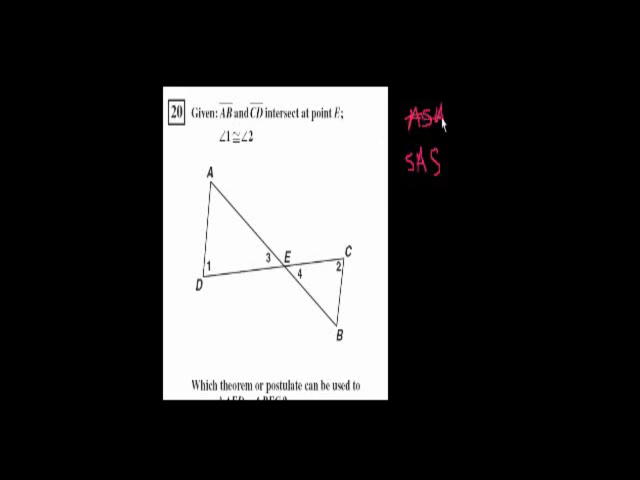 20 Given: AB and CD intersect at point E;
∠1≅∠2
A
3 E C
1 2
4
D
B
Which theorem or postulate can be used to
ASA
SAS